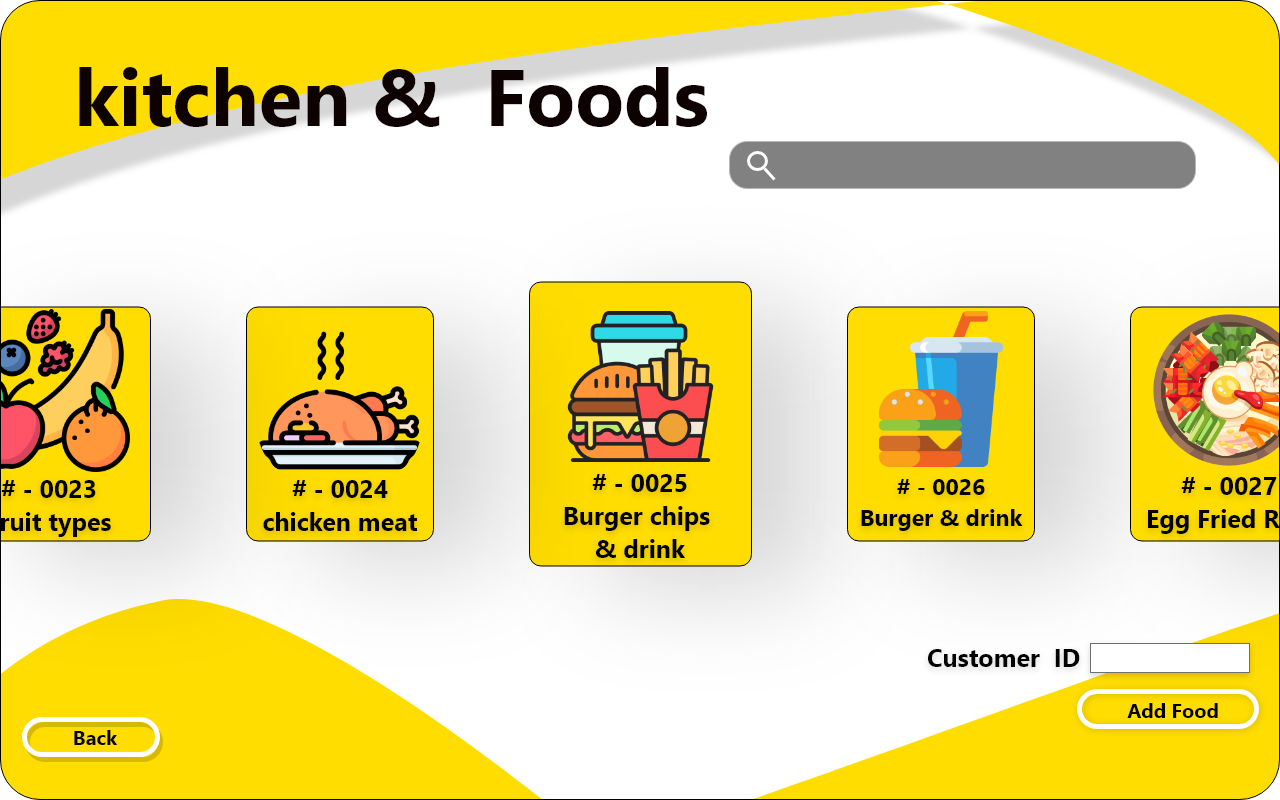 kitchen &  Foods
# - 0023
ruit types
# - 0024
chicken meat
# - 0025
Burger chips
& drink
# - 0026
Burger & drink
# - 0027
Egg Fried R
Customer  ID
Add Food
Back